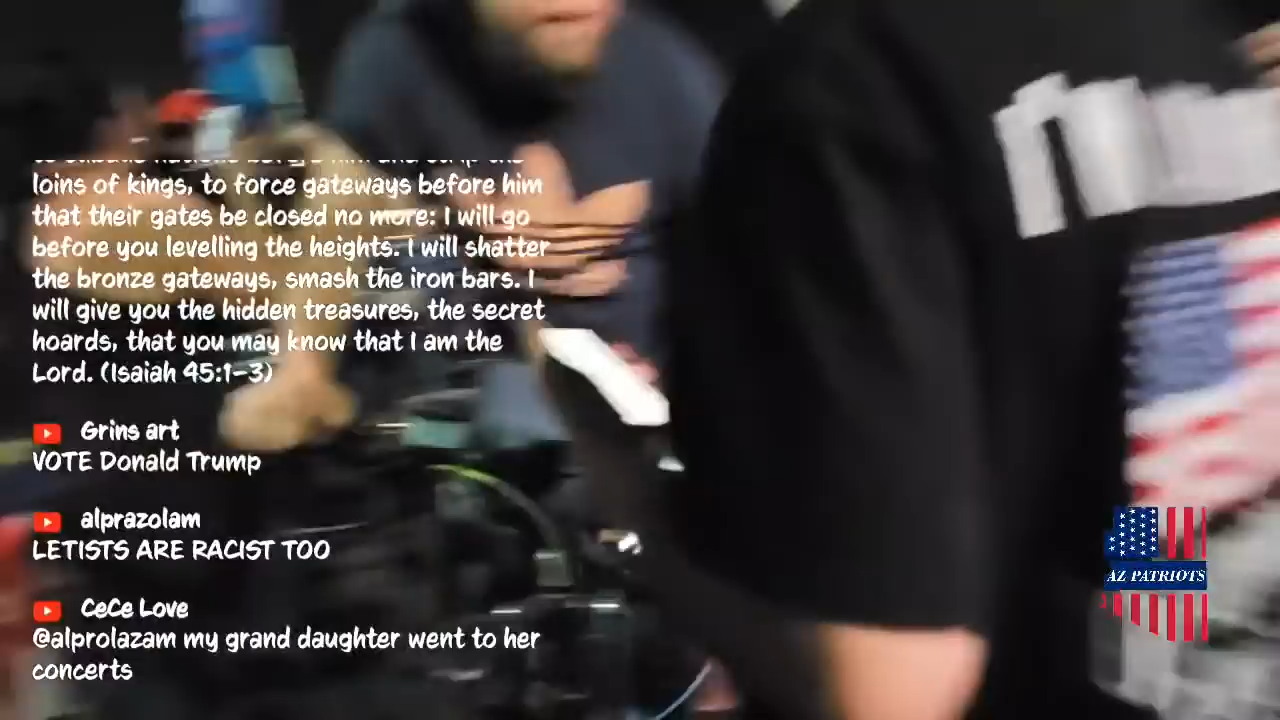 loins of kings, to force gateways before him
that their gates be closed no more: I will go
before you levelling the heights. I will shatter
the bronze gateways, smash the iron bars. I
will give you the hidden treasures, the secret
hoards, that you may know that I am the
Lord. (Isaiah 45:1-3)
Grins art
VOTE Donald Trump
alprazolam
LETISTS ARE RACIST TOO
CeCe Love
@alprolazam my grand daughter went to her
concerts
AZ PATRIOTS